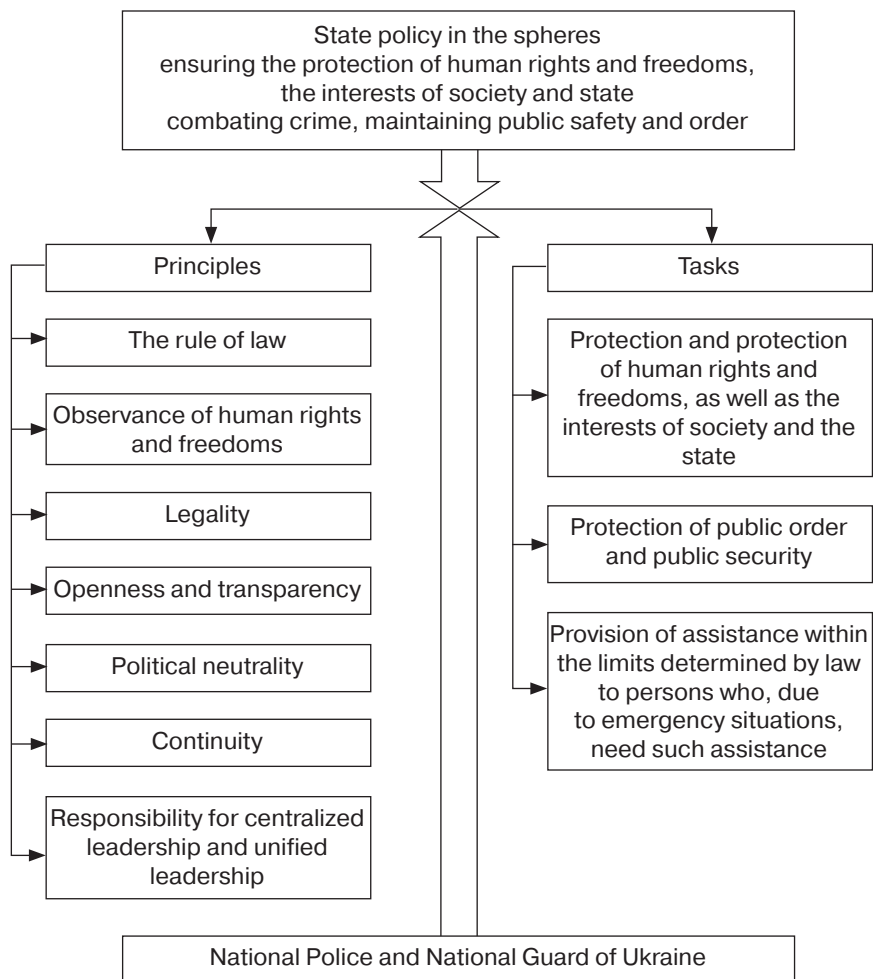 State policy in the spheres
ensuring the protection of human rights and freedoms,
the interests of society and state
combating crime, maintaining public safety and order
Principles
The rule of law
Observance of human rights
and freedoms
Legality
Openness and transparency
Political neutrality
Continuity
Responsibility for centralized
leadership and unified
leadership
Tasks
Protection and protection
of human rights and
freedoms, as well as the
interests of society and the
state
Protection of public order
and public security
Provision of assistance within
the limits determined by law
to persons who, due
to emergency situations,
need such assistance
National Police and National Guard of Ukraine